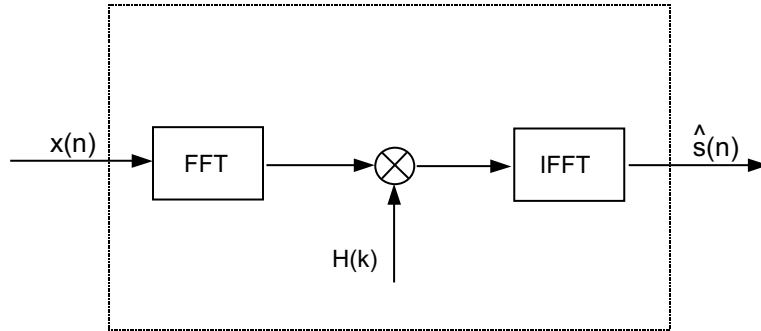 x(n)
FFT
IFFT
ŝ(n)
H(k)